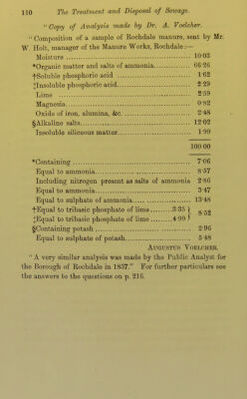 110 The Treatment and Disposal of Sewage.
"Copy of Analysis made by Dr. A. Voelcher.
"Composition of a sample of Rochdale manure, sent by Mr.
W. Holt, manager of the Manure Works, Rochdale:—
Moisture 10·03
*Organic matter and salts of ammonia 66·26
†Soluble phosphoric acid 1·62
‡Insoluble phosphoric acid 2·29
Lime 2·39
Magnesia 0·92
Oxide of iron, alumina, &c. 2·48
§Alkaline salts 12·02
Insoluble siliceous matter 1·99
100·00
*Containing 7·06
Equal to ammonia 8·57
Including nitrogen present as salts of ammonia 2·86
Equal to ammonia 3·47
Equal to sulphate of ammonia 13·48
†Equal to tribasic phosphate of lime 3·53 } 8·52
‡Equal to tribasic phosphate of lime 4·99 }
§Containing potash 2·96
Equal to sulphate of potash 5·48
Augustus Voelcher.
"A very similar analysis was made by the Public Analyst for
the Borough of Rochdale in 1887." For further particulars see
the answers to the questions on p. 216.